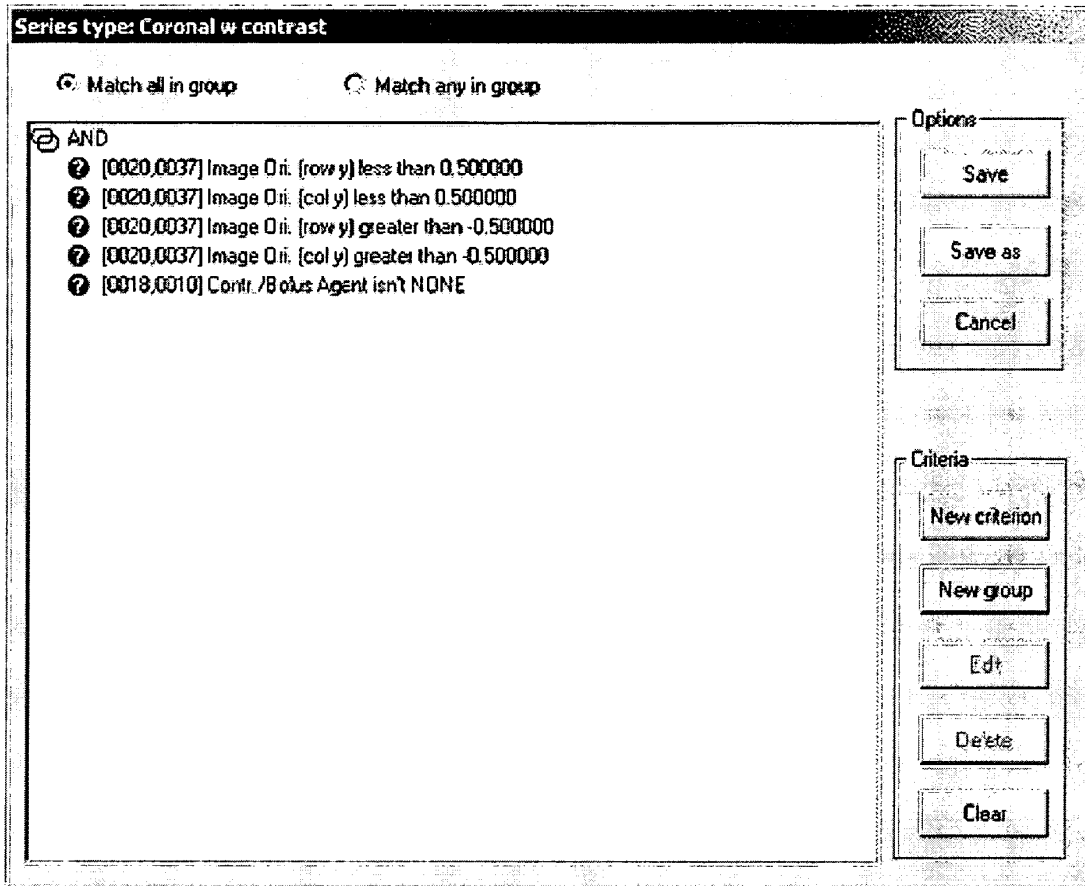 Series type: Coronal w contrast
Match all in group
Match any in group
AND
[0020,0037] Image Ori. (row y) less than 0.500000
[0020,0037] Image Ori. (col y) less than 0.500000
[0020,0037] Image Ori. (row y) greater than -0.500000
[0020,0037] Image Ori. (col y) greater than -0.500000
[0018,0010] Contr./Bolus Agent isn't NONE
Options
Save
Save as
Cancel
Criteria
New criterion
New group
Edit
Delete
Clear